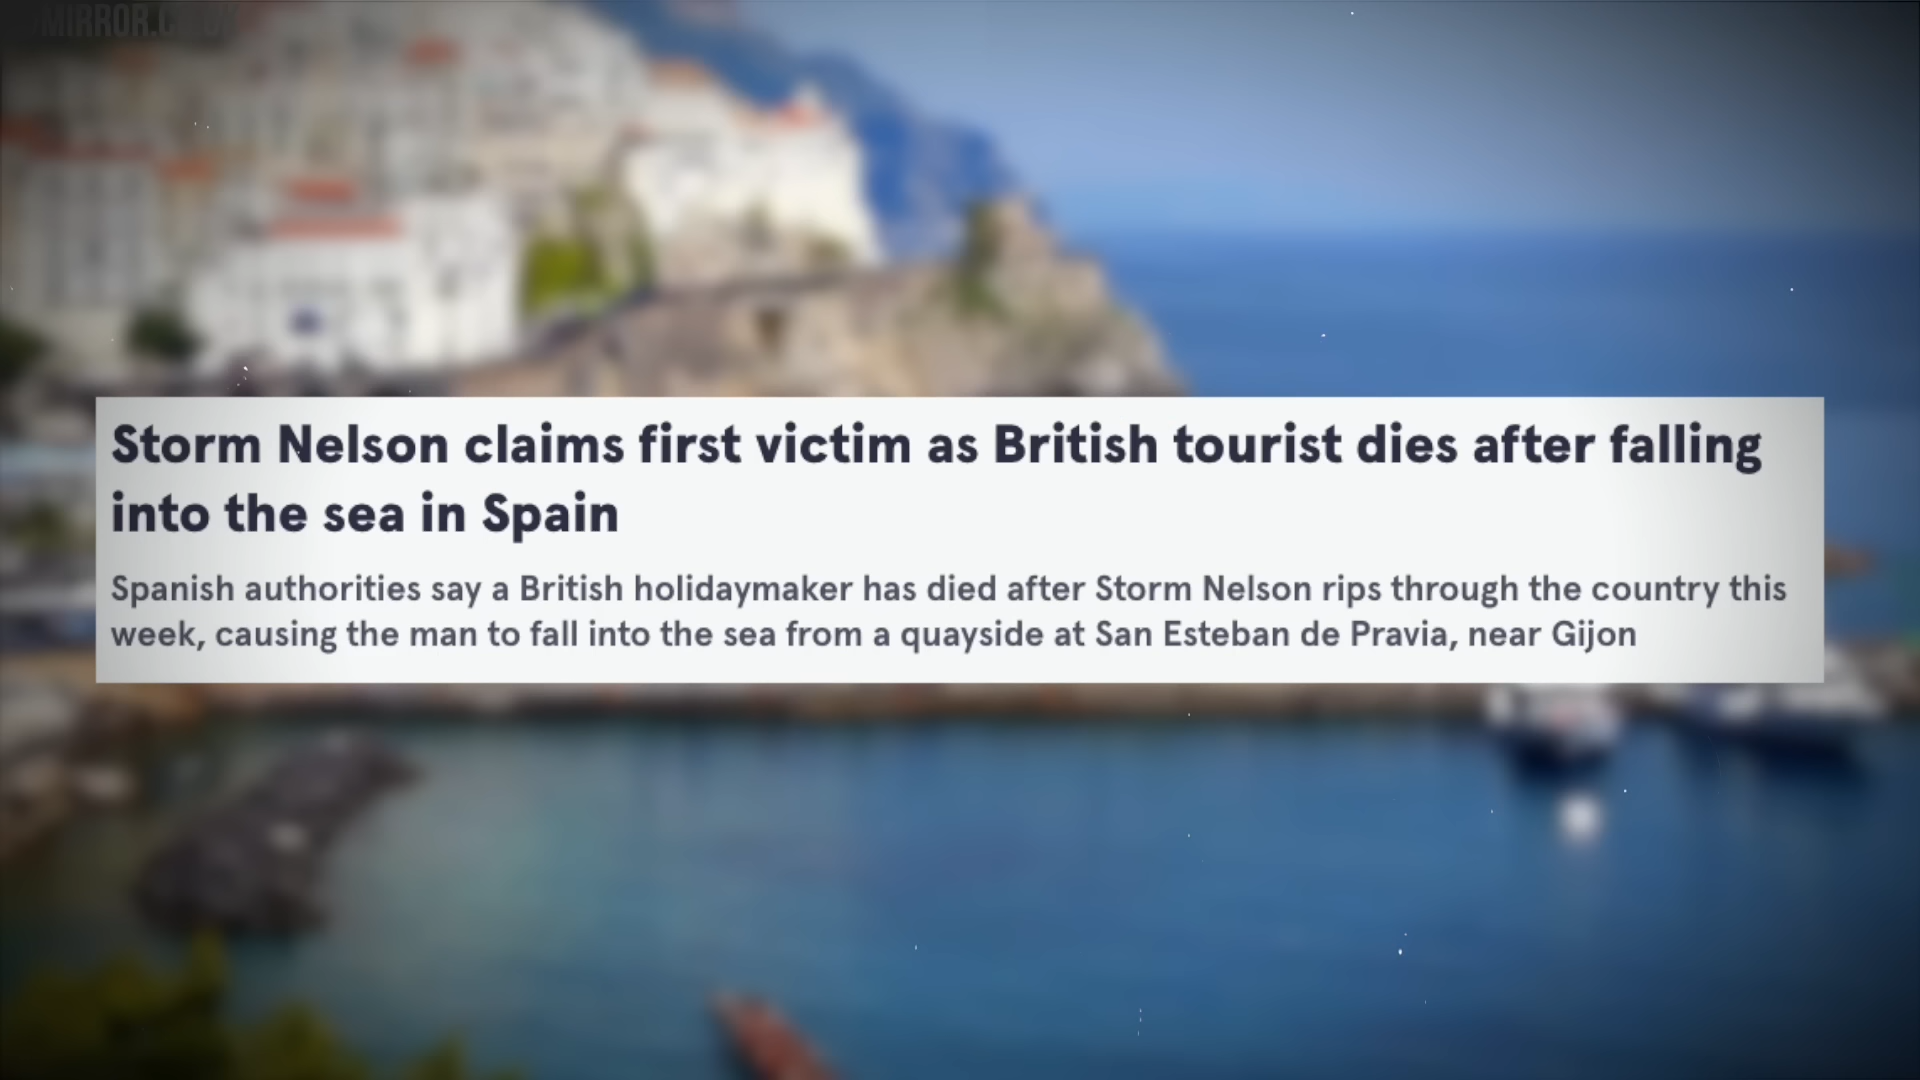 Storm Nelson claims first victim as British tourist dies after falling
into the sea in Spain
Spanish authorities say a British holidaymaker has died after Storm Nelson rips through the country this
week, causing the man to fall into the sea from a quayside at San Esteban de Pravia, near Gijon